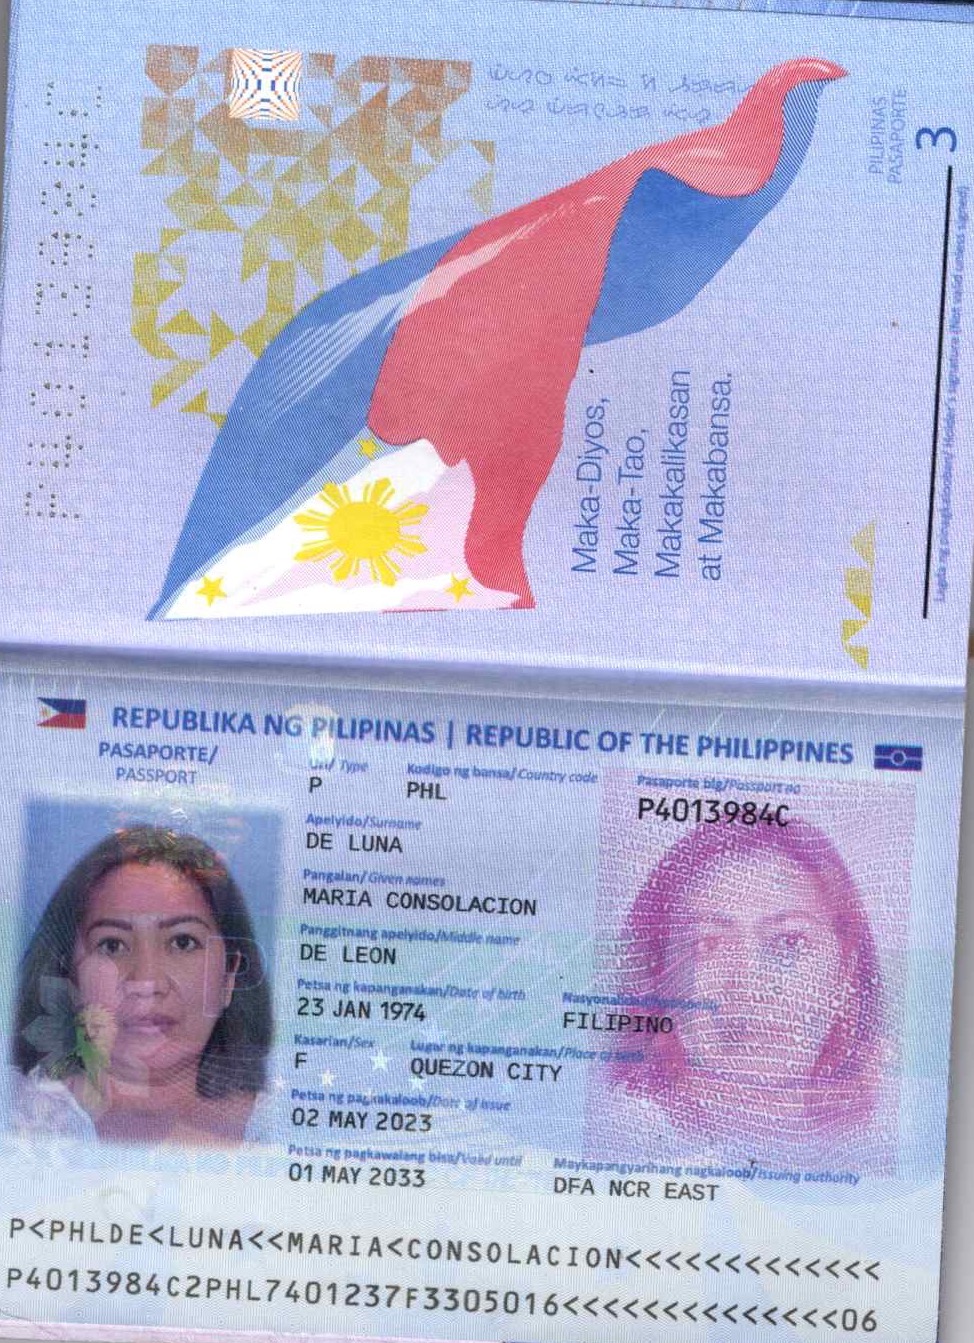 P4013984C
PILIPINAS
PASAPORTE
3
Maka-Diyos,
Maka-Tao,
Makakalikasan
at Makabansa.
Lagda ng pinagkalooban/ Holder's signature (Not valid unless signed)
REPUBLIKA NG PILIPINAS | REPUBLIC OF THE PHILIPPINES
PASAPORTE/
PASSPORT
Uri/ Type
Kodigo ng bansa/ Country code
Pasaporte blg/Passport no
P
PHL
P4013984C
Apelyido/Surname
DE LUNA
Pangalan/ Given names
MARIA CONSOLACION
Panggitnang apelyido/Middle name
DE LEON
Petsa ng kapanganakan/Date of birth
Nasyonalidad/Nationality
23 JAN 1974
FILIPINO
Kasarian/Sex
Lugar ng kapanganakan/Place of birth
F
QUEZON CITY
Petsa ng pagkakaloob/Date of issue
02 MAY 2023
Petsa ng pagkawalang bisa/Valid until
Maykapangyarihang nagkaloob/Issuing authority
01 MAY 2033
DFA NCR EAST
P<PHLDE<LUNA<<MARIA<CONSOLACION<<<<<<<<<<<<<
P4013984C2PHL7401237F3305016<<<<<<<<<<<<<<06